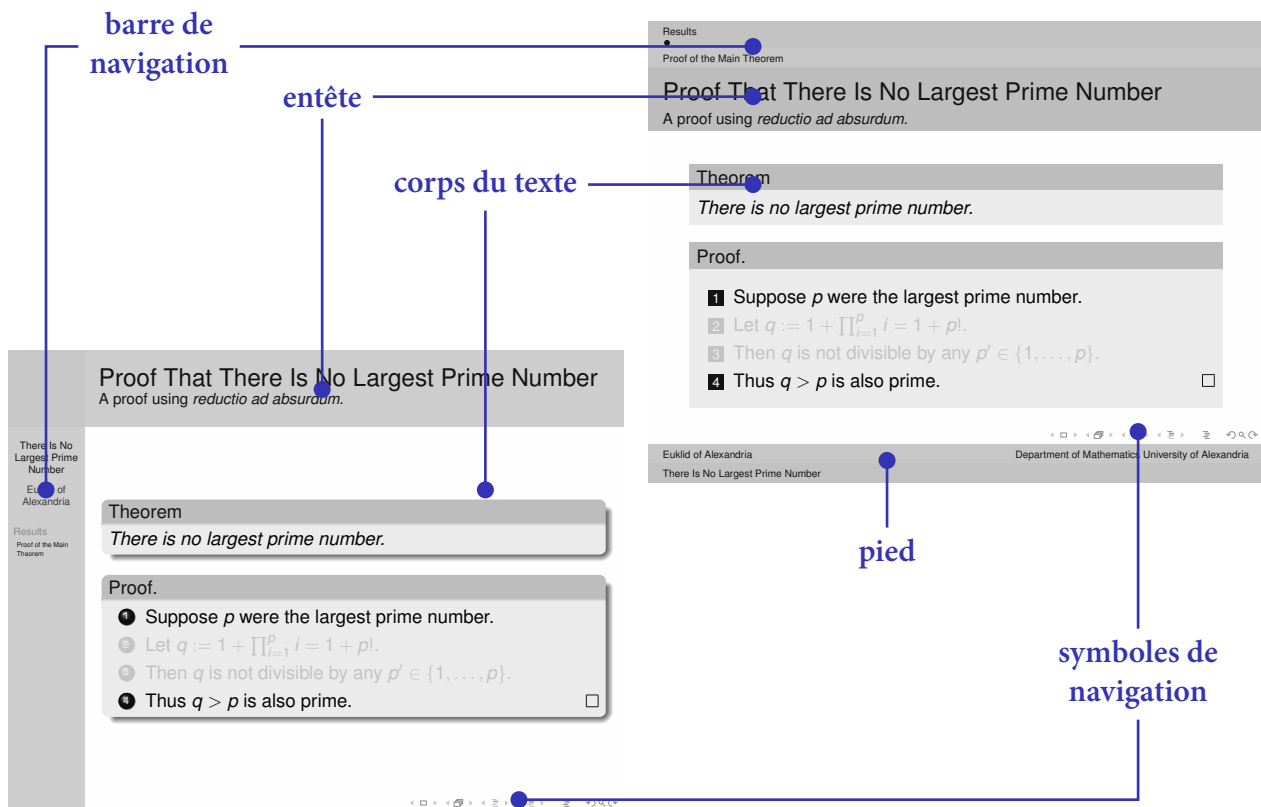 barre de
navigation
entête
corps du texte
Results
Proof of the Main Theorem
Proof That There Is No Largest Prime Number
A proof using reductio ad absurdum.
Theorem
There is no largest prime number.
Proof.
1 Suppose p were the largest prime number.
2 Let q := 1 + ∏_{i=1}^{p} i = 1 + p!.
3 Then q is not divisible by any p′ ∈ {1, . . . , p}.
4 Thus q > p is also prime. □
Euklid of Alexandria Department of Mathematics University of Alexandria
There Is No Largest Prime Number
pied
symboles de
navigation
Proof That There Is No Largest Prime Number
A proof using reductio ad absurdum.
There Is No
Largest Prime
Number
Euklid of
Alexandria
Results
Proof of the Main
Theorem
Theorem
There is no largest prime number.
Proof.
1 Suppose p were the largest prime number.
2 Let q := 1 + ∏_{i=1}^{p} i = 1 + p!.
3 Then q is not divisible by any p′ ∈ {1, . . . , p}.
4 Thus q > p is also prime. □